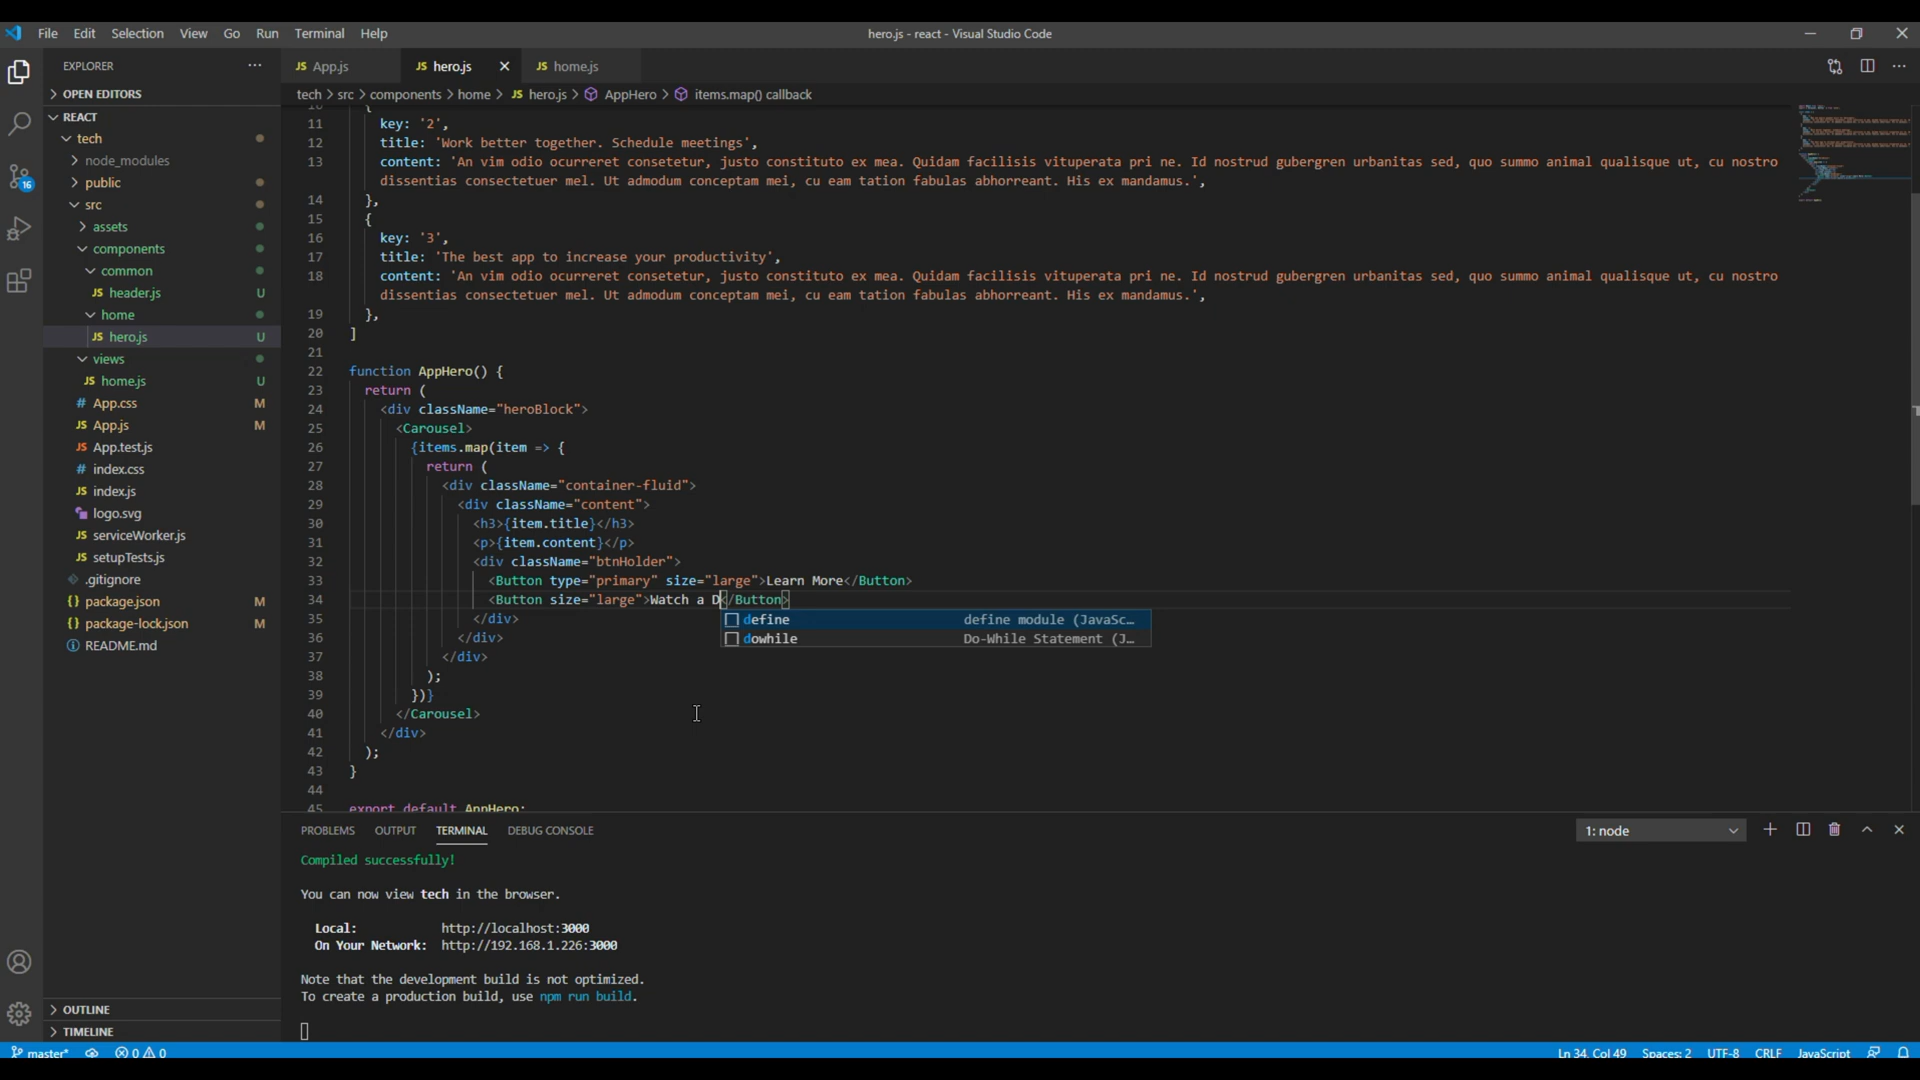 File Edit Selection View Go Run Terminal Help
hero.js - react - Visual Studio Code
EXPLORER
OPEN EDITORS
REACT
tech
node_modules
public
src
assets
components
common
JS header.js U
home
JS hero.js U
views
JS home.js U
# App.css M
JS App.js M
JS App.test.js
# index.css
JS index.js
logo.svg
JS serviceWorker.js
JS setupTests.js
.gitignore
{} package.json M
{} package-lock.json M
README.md
OUTLINE
TIMELINE
16
JS App.js JS hero.js JS home.js
tech > src > components > home > JS hero.js > AppHero > items.map() callback
11 key: '2',
12 title: 'Work better together. Schedule meetings',
13 content: 'An vim odio ocurreret consetetur, justo constituto ex mea. Quidam facilisis vituperata pri ne. Id nostrud gubergren urbanitas sed, quo summo animal qualisque ut, cu nostro
dissentias consectetuer mel. Ut admodum conceptam mei, cu eam tation fabulas abhorreant. His ex mandamus.',
14 },
15 {
16 key: '3',
17 title: 'The best app to increase your productivity',
18 content: 'An vim odio ocurreret consetetur, justo constituto ex mea. Quidam facilisis vituperata pri ne. Id nostrud gubergren urbanitas sed, quo summo animal qualisque ut, cu nostro
dissentias consectetuer mel. Ut admodum conceptam mei, cu eam tation fabulas abhorreant. His ex mandamus.',
19 },
20 ]
21
22 function AppHero() {
23 return (
24 <div className="heroBlock">
25 <Carousel>
26 {items.map(item => {
27 return (
28 <div className="container-fluid">
29 <div className="content">
30 <h3>{item.title}</h3>
31 <p>{item.content}</p>
32 <div className="btnHolder">
33 <Button type="primary" size="large">Learn More</Button>
34 <Button size="large">Watch a D</Button>
35 </div>
define define module (JavaSc…
36 </div>
dowhile Do-While Statement (J…
37 </div>
38 );
39 })}
40 </Carousel>
41 </div>
42 );
43 }
44
45 export default AppHero;
PROBLEMS OUTPUT TERMINAL DEBUG CONSOLE
1: node
Compiled successfully!
You can now view tech in the browser.
Local: http://localhost:3000
On Your Network: http://192.168.1.226:3000
Note that the development build is not optimized.
To create a production build, use npm run build.
master* 0 0
Ln 34, Col 49 Spaces: 2 UTF-8 CRLF JavaScript